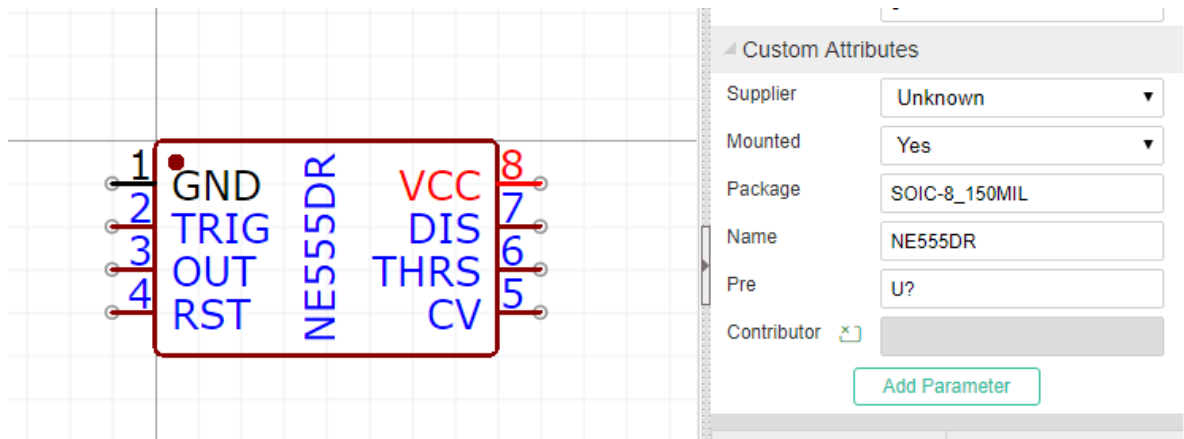 1
GND
2
TRIG
3
OUT
4
RST
NE555DR
8
VCC
7
DIS
6
THRS
5
CV
Custom Attributes
Supplier Unknown
Mounted Yes
Package SOIC-8_150MIL
Name NE555DR
Pre U?
Contributor
Add Parameter